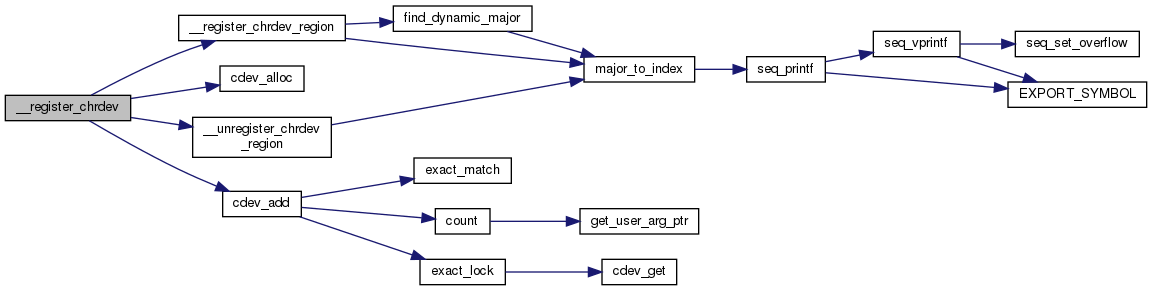 __register_chrdev
__register_chrdev_region
cdev_alloc
__unregister_chrdev
_region
cdev_add
find_dynamic_major
exact_match
count
exact_lock
major_to_index
get_user_arg_ptr
cdev_get
seq_printf
seq_vprintf
seq_set_overflow
EXPORT_SYMBOL